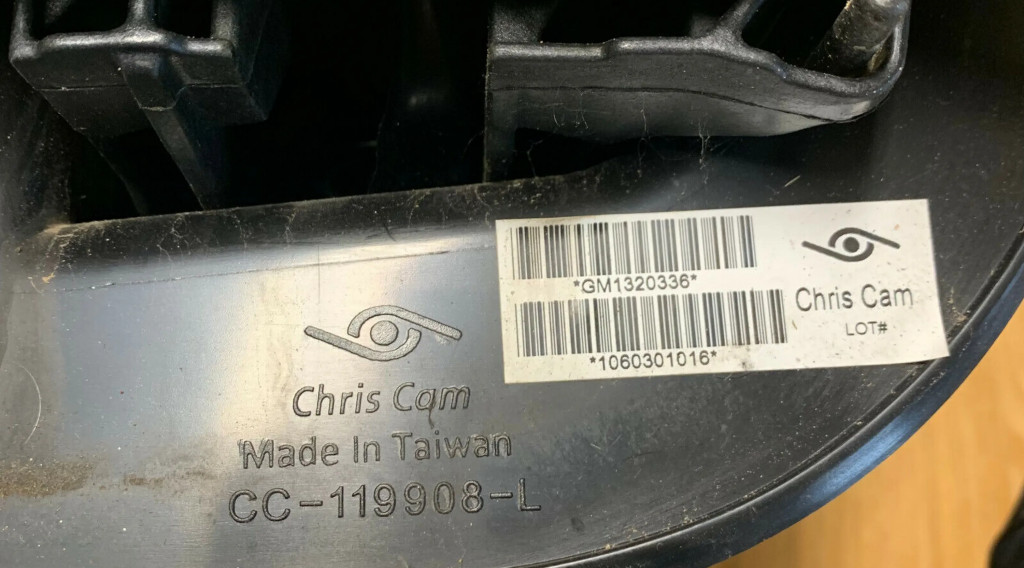 *GM1320336*
*1060301016*
Chris Cam
LOT#
Chris Cam
Made In Taiwan
CC-119908-L